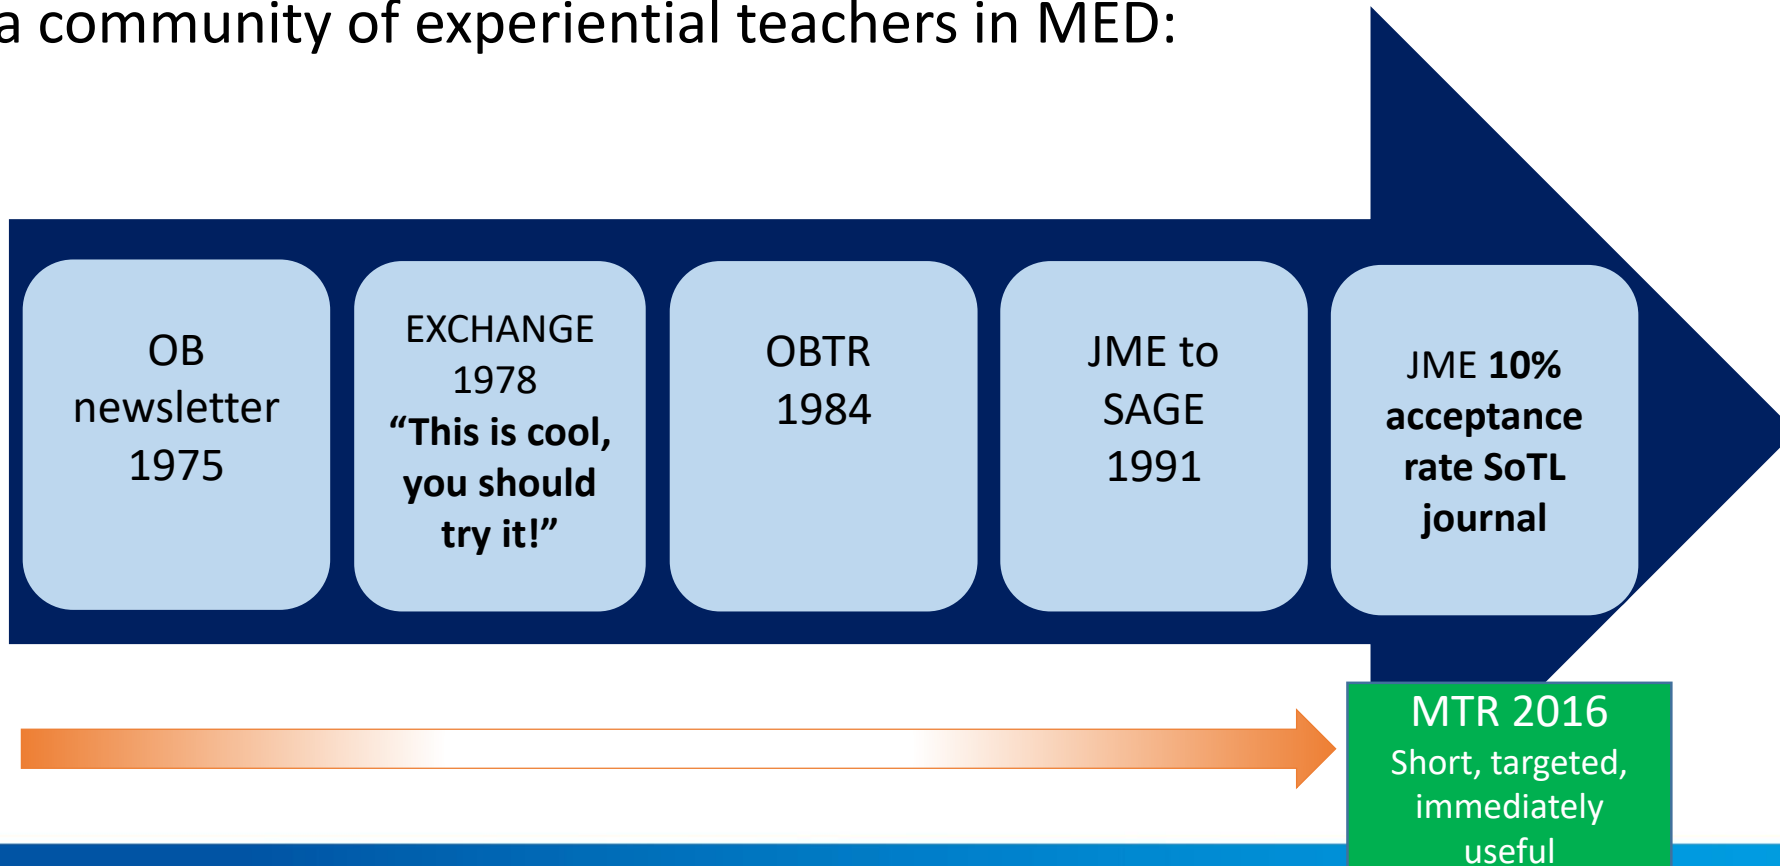 a community of experiential teachers in MED:
OB
newsletter
1975
EXCHANGE
1978
“This is cool,
you should
try it!”
OBTR
1984
JME to
SAGE
1991
JME 10%
acceptance
rate SoTL
journal
MTR 2016
Short, targeted,
immediately
useful